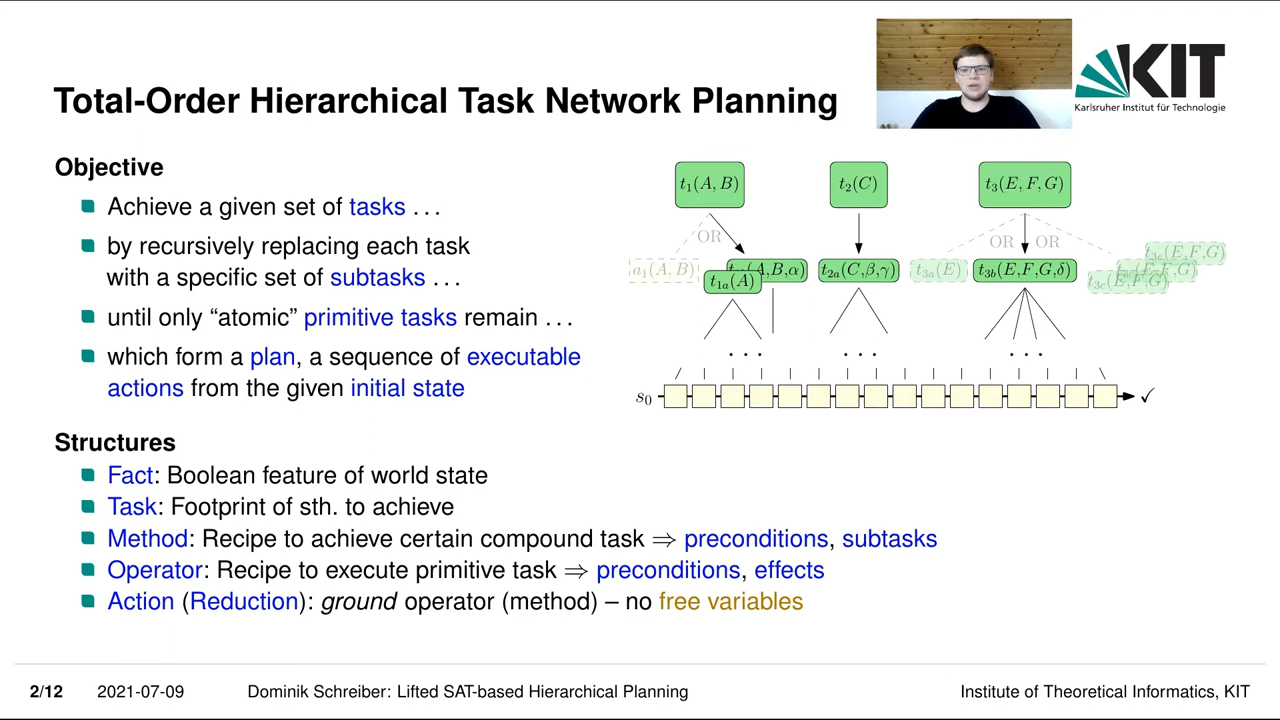 KIT
Karlsruher Institut für Technologie
Total-Order Hierarchical Task Network Planning
Objective
Achieve a given set of tasks . . .
by recursively replacing each task
with a specific set of subtasks . . .
until only “atomic” primitive tasks remain . . .
which form a plan, a sequence of executable
actions from the given initial state
t₁(A, B) t₂(C) t₃(E, F, G)
OR OR OR
a₁(A, B) A,B,α) t₂ₐ(C,β,γ) t₃ₐ(E) t₃b(E,F,G,δ) t₃c(E,F,G)
t₁ₐ(A)
. . . . . . . . .
s₀ ✓
Structures
Fact: Boolean feature of world state
Task: Footprint of sth. to achieve
Method: Recipe to achieve certain compound task ⇒ preconditions, subtasks
Operator: Recipe to execute primitive task ⇒ preconditions, effects
Action (Reduction): ground operator (method) – no free variables
2/12 2021-07-09 Dominik Schreiber: Lifted SAT-based Hierarchical Planning Institute of Theoretical Informatics, KIT